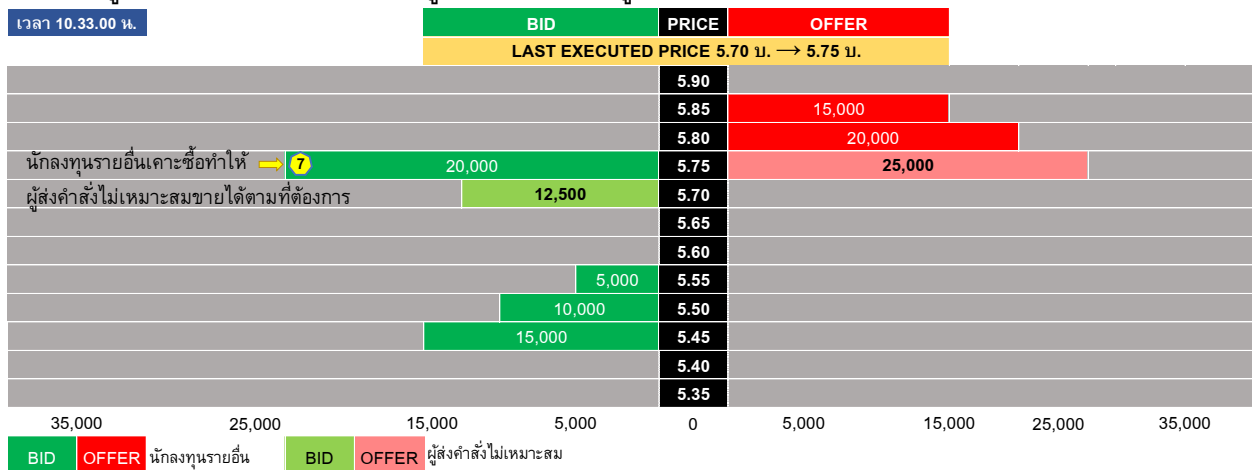 เวลา 10.33.00 น.
BID PRICE OFFER
LAST EXECUTED PRICE 5.70 บ. → 5.75 บ.
5.90
5.85 15,000
5.80 20,000
นักลงทุนรายอื่นเคาะซื้อทำให้ 7 20,000 5.75 25,000
ผู้ส่งคำสั่งไม่เหมาะสมขายได้ตามที่ต้องการ 12,500 5.70
5.65
5.60
5,000 5.55
10,000 5.50
15,000 5.45
5.40
5.35
35,000 25,000 15,000 5,000 0 5,000 15,000 25,000 35,000
BID OFFER นักลงทุนรายอื่น BID OFFER ผู้ส่งคำสั่งไม่เหมาะสม